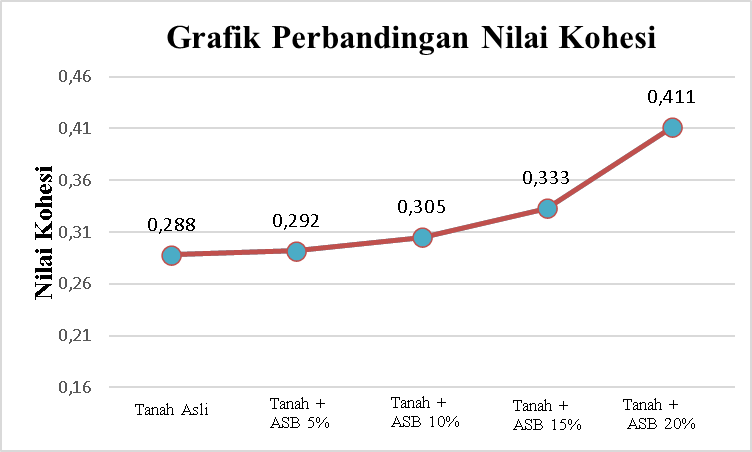 Grafik Perbandingan Nilai Kohesi
Nilai Kohesi
0,46
0,41
0,36
0,31
0,26
0,21
0,16
0,288
0,292
0,305
0,333
0,411
Tanah Asli
Tanah +
ASB 5%
Tanah +
ASB 10%
Tanah +
ASB 15%
Tanah +
ASB 20%